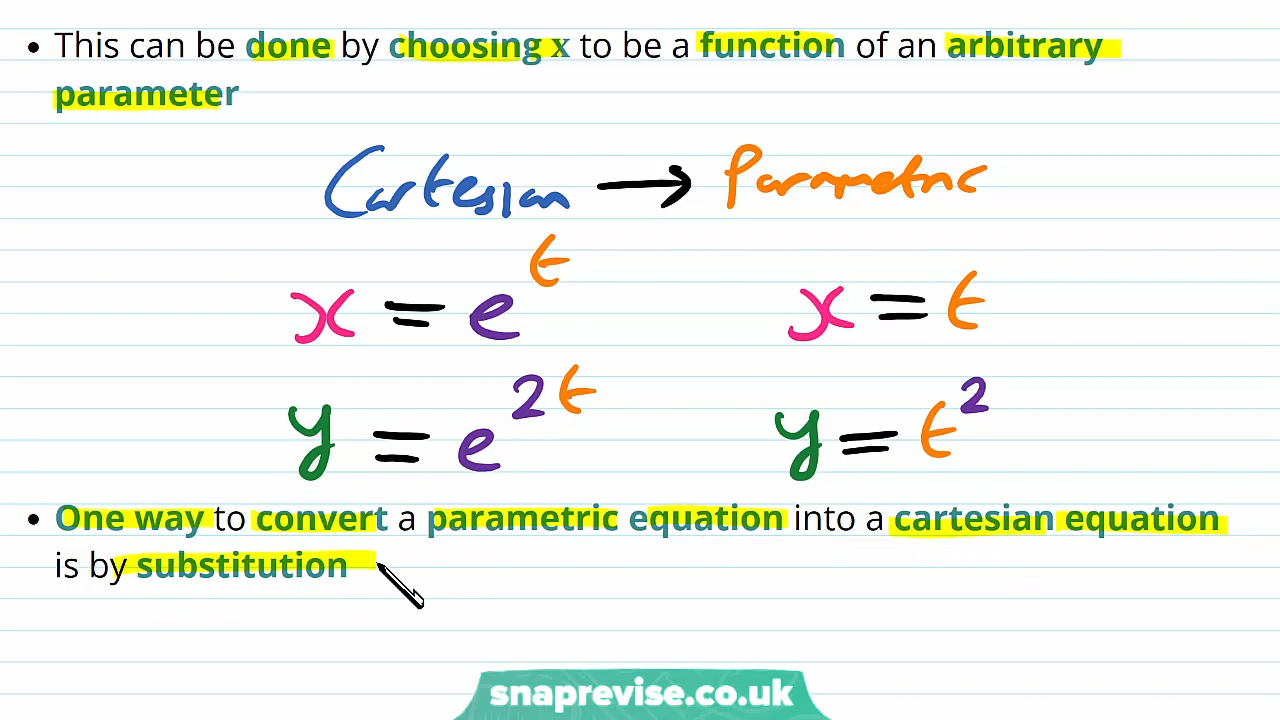 • This can be done by choosing x to be a function of an arbitrary
parameter
Cartesian → Parametric
x = e^t x = t
y = e^2t y = t^2
• One way to convert a parametric equation into a cartesian equation
is by substitution
snaprevise.co.uk